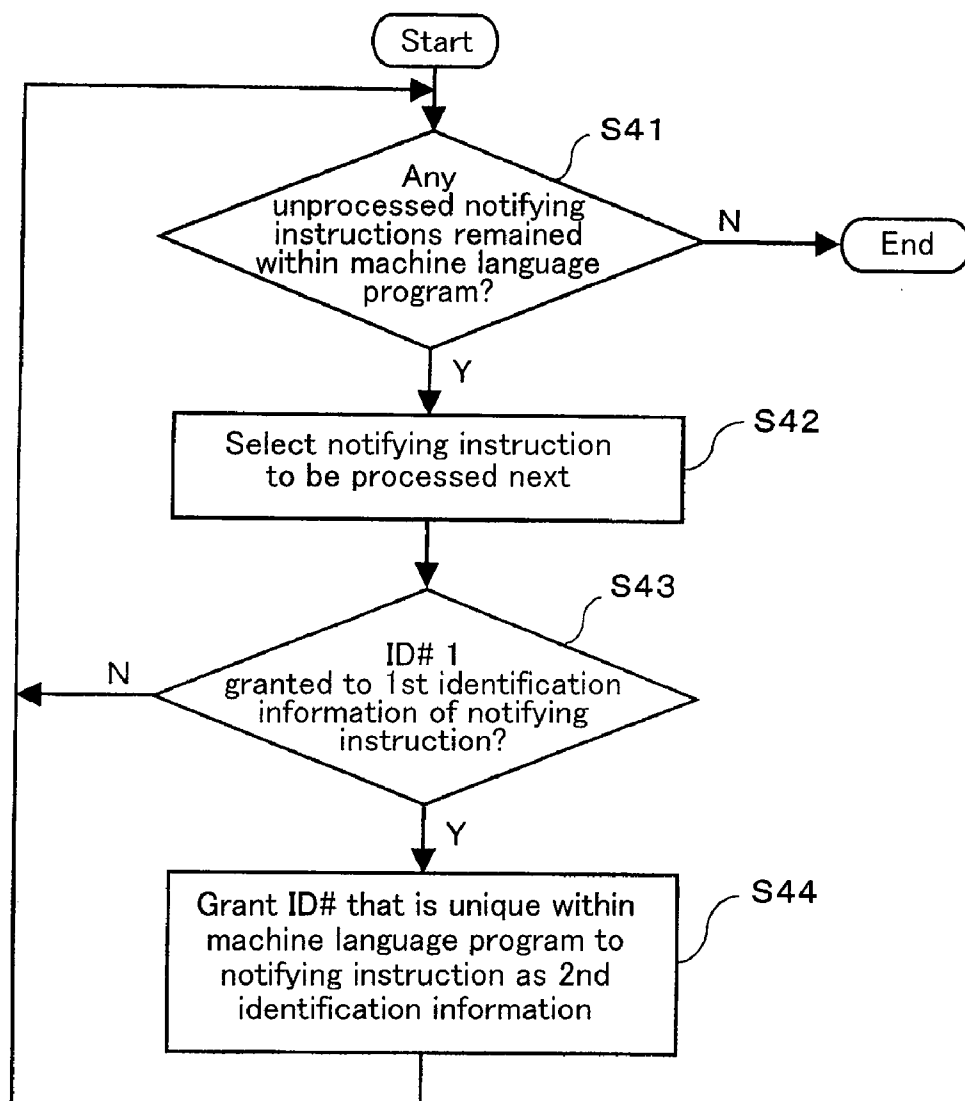 Start
S41
Any
unprocessed notifying
instructions remained
within machine language
program?
N
End
Y
S42
Select notifying instruction
to be processed next
S43
ID# 1
granted to 1st identification
information of notifying
instruction?
N
Y
S44
Grant ID# that is unique within
machine language program to
notifying instruction as 2nd
identification information